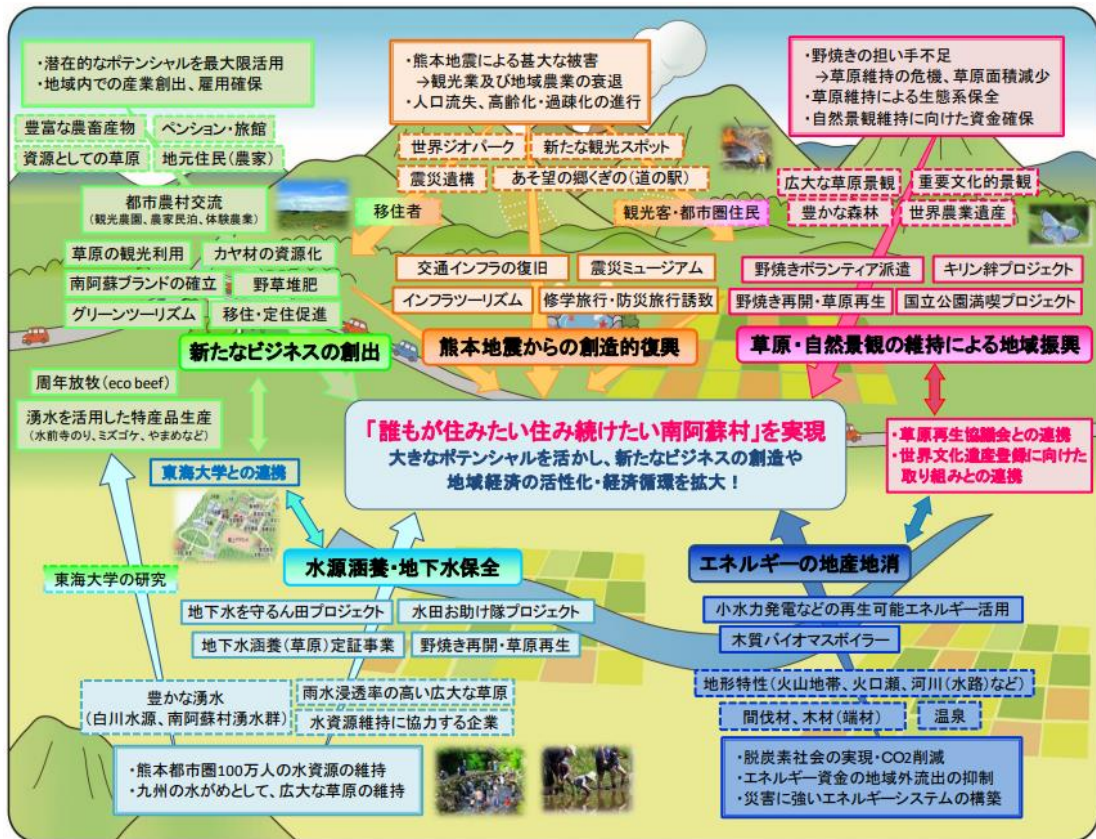 ・潜在的なポテンシャルを最大限活用
・地域内での産業創出、雇用確保
豊富な農畜産物
ペンション・旅館
資源としての草原
地元住民(農家)
都市農村交流
(観光農園、農家民泊、体験農業)
草原の観光利用
カヤ材の資源化
南阿蘇ブランドの確立
野草堆肥
グリーンツーリズム
移住・定住促進
新たなビジネスの創出
周年放牧(eco beef)
湧水を活用した特産品生産
(水前寺のり、ミズゴケ、やまめなど)
東海大学との連携
東海大学の研究
・熊本地震による甚大な被害
→観光業及び地域農業の衰退
・人口流失、高齢化・過疎化の進行
世界ジオパーク
新たな観光スポット
震災遺構
あそ望の郷くぎの(道の駅)
移住者
観光客・都市圏住民
交通インフラの復旧
震災ミュージアム
インフラツーリズム
修学旅行・防災旅行誘致
熊本地震からの創造的復興
・野焼きの担い手不足
→草原維持の危機、草原面積減少
・草原維持による生態系保全
・自然景観維持に向けた資金確保
広大な草原景観
重要文化的景観
豊かな森林
世界農業遺産
野焼きボランティア派遣
キリン絆プロジェクト
野焼き再開・草原再生
国立公園満喫プロジェクト
草原・自然景観の維持による地域振興
・草原再生協議会との連携
・世界文化遺産登録に向けた
取り組みとの連携
「誰もが住みたい住み続けたい南阿蘇村」を実現
大きなポテンシャルを活かし、新たなビジネスの創造や
地域経済の活性化・経済循環を拡大!
水源涵養・地下水保全
地下水を守るん田プロジェクト
水田お助け隊プロジェクト
地下水涵養(草原)定証事業
野焼き再開・草原再生
豊かな湧水
(白川水源、南阿蘇村湧水群)
雨水浸透率の高い広大な草原
水資源維持に協力する企業
・熊本都市圏100万人の水資源の維持
・九州の水がめとして、広大な草原の維持
エネルギーの地産地消
小水力発電などの再生可能エネルギー活用
木質バイオマスボイラー
地形特性(火山地帯、火口瀬、河川(水路)など)
間伐材、木材(端材)
温泉
・脱炭素社会の実現・CO2削減
・エネルギー資金の地域外流出の抑制
・災害に強いエネルギーシステムの構築